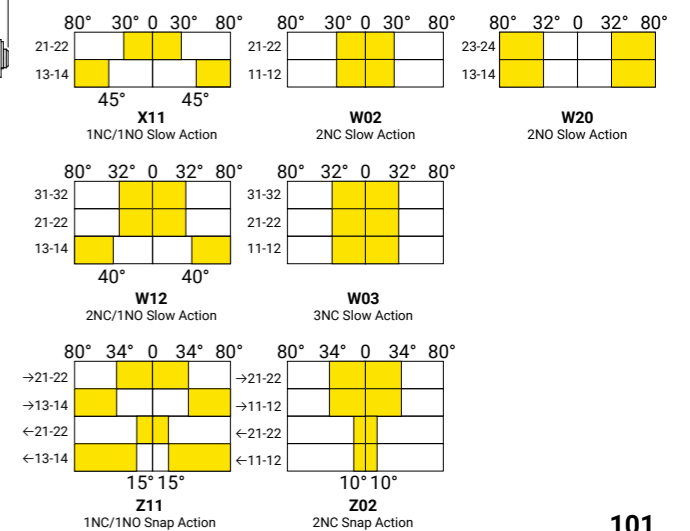 80° 30° 0 30° 80°
21-22
13-14
45° 45°
X11
1NC/1NO Slow Action
80° 30° 0 30° 80°
21-22
11-12
W02
2NC Slow Action
80° 32° 0 32° 80°
23-24
13-14
W20
2NO Slow Action
80° 32° 0 32° 80°
31-32
21-22
13-14
40° 40°
W12
2NC/1NO Slow Action
80° 32° 0 32° 80°
31-32
21-22
11-12
W03
3NC Slow Action
80° 34° 0 34° 80°
→21-22
→13-14
←21-22
←13-14
15° 15°
Z11
1NC/1NO Snap Action
80° 34° 0 34° 80°
→21-22
→11-12
←21-22
←11-12
10° 10°
Z02
2NC Snap Action
101